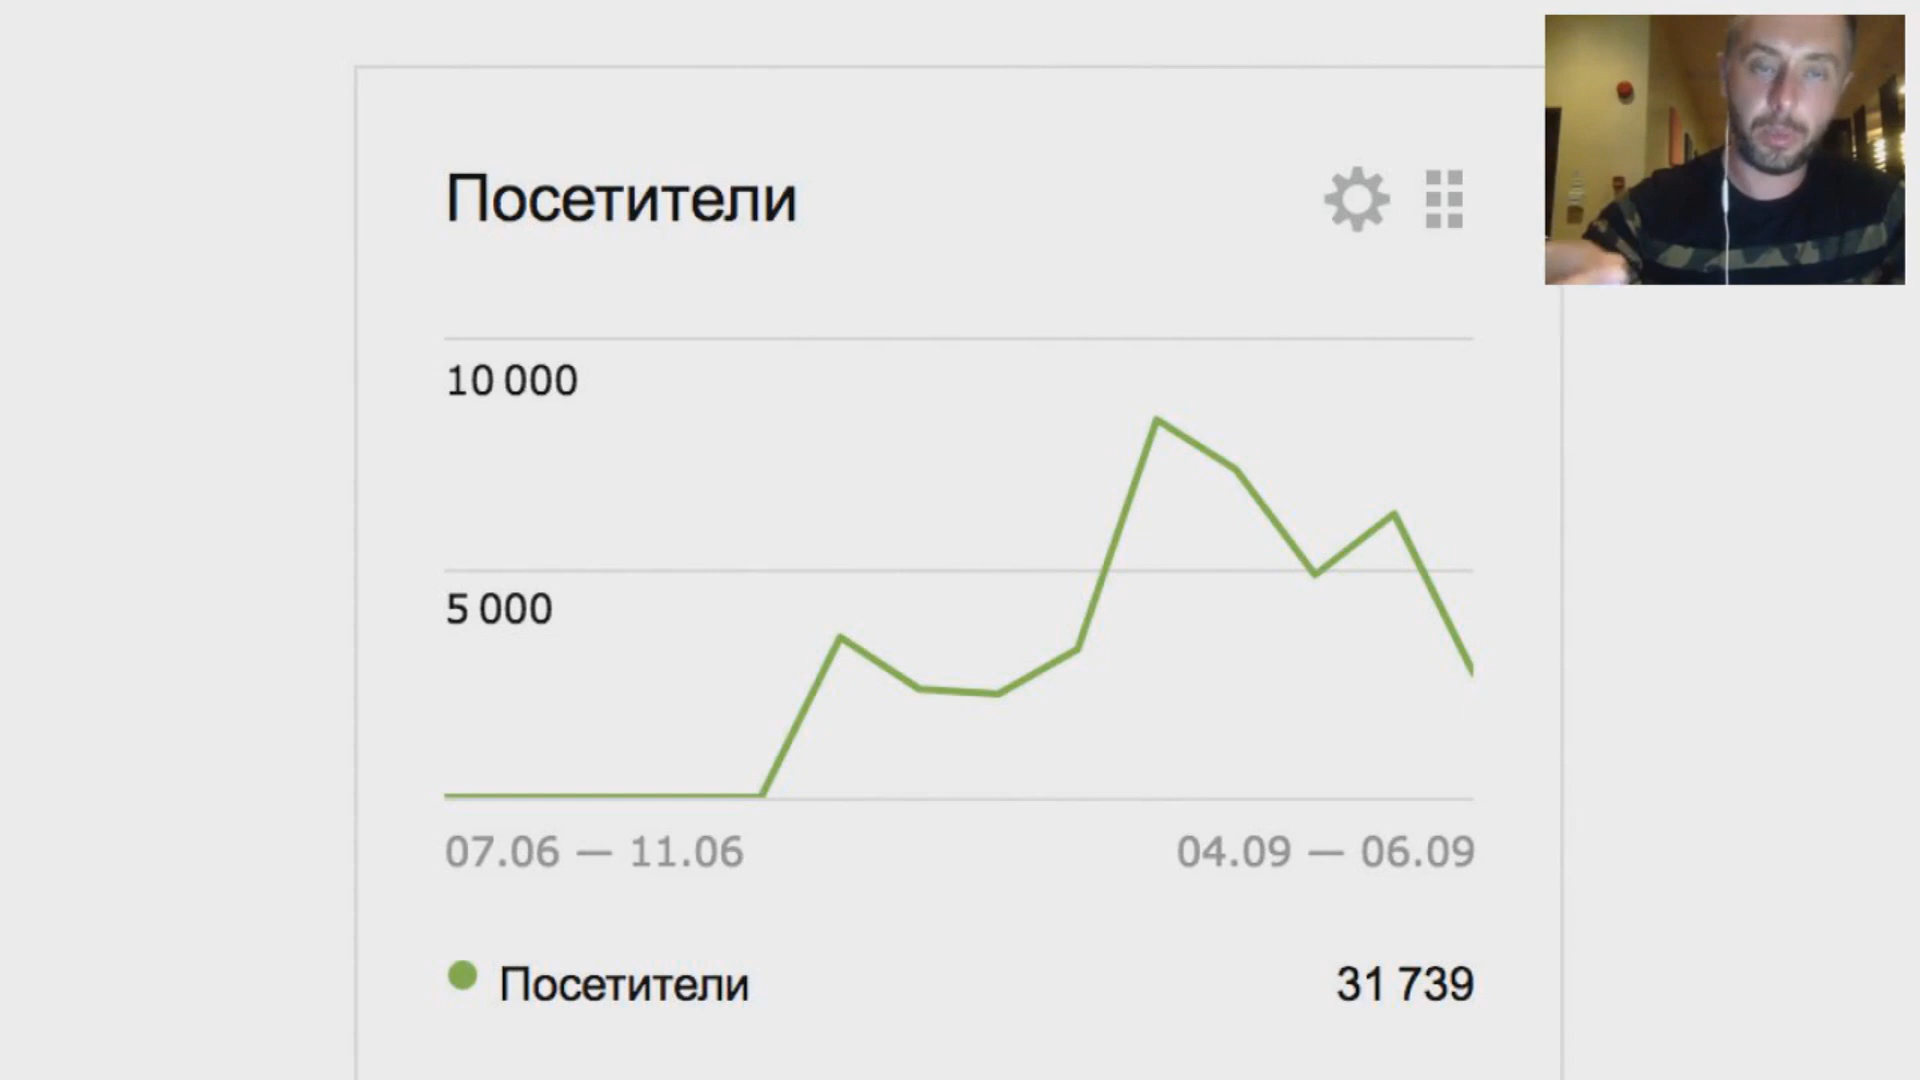 Посетители
10 000
5 000
07.06 — 11.06
04.09 — 06.09
Посетители
31 739